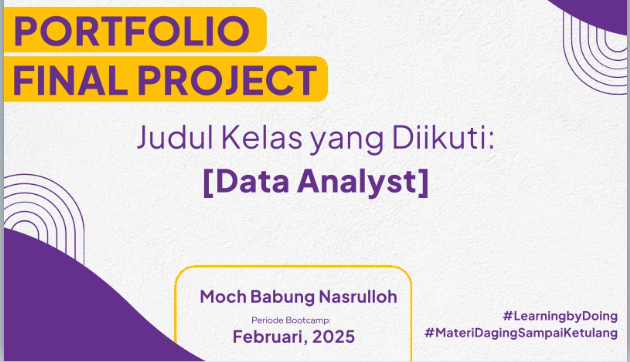 PORTFOLIO
FINAL PROJECT
Judul Kelas yang Diikuti:
[Data Analyst]
Moch Babung Nasrulloh
Periode Bootcamp:
Februari, 2025
#LearningbyDoing
#MateriDagingSampaiKetulang